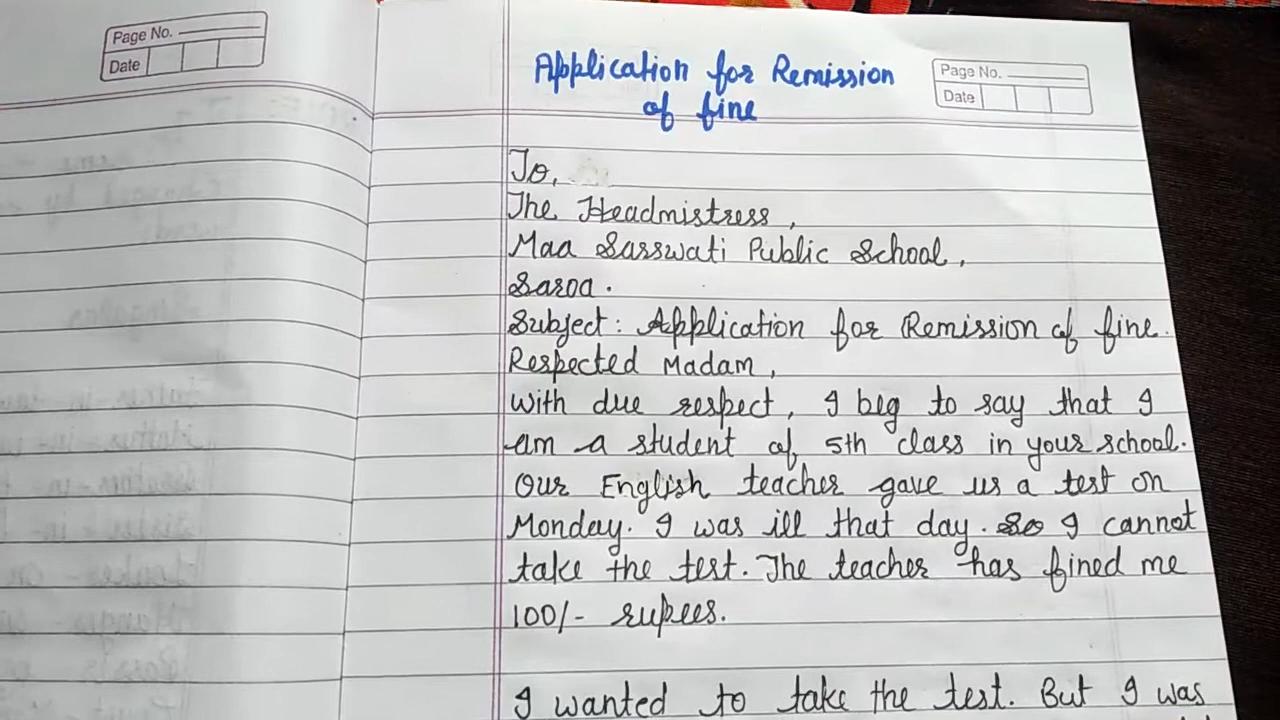 Page No.
Date
Application for Remission
of fine
Page No.
Date
To,
The Headmistress,
Maa Sarswati Public School,
Saroa.
Subject: Application for Remission of fine.
Respected Madam,
With due respect, I beg to say that I
am a student of 5th class in your school.
Our English teacher gave us a test on
Monday. I was ill that day. So I cannot
take the test. The teacher has fined me
100/- rupees.
I wanted to take the test. But I was